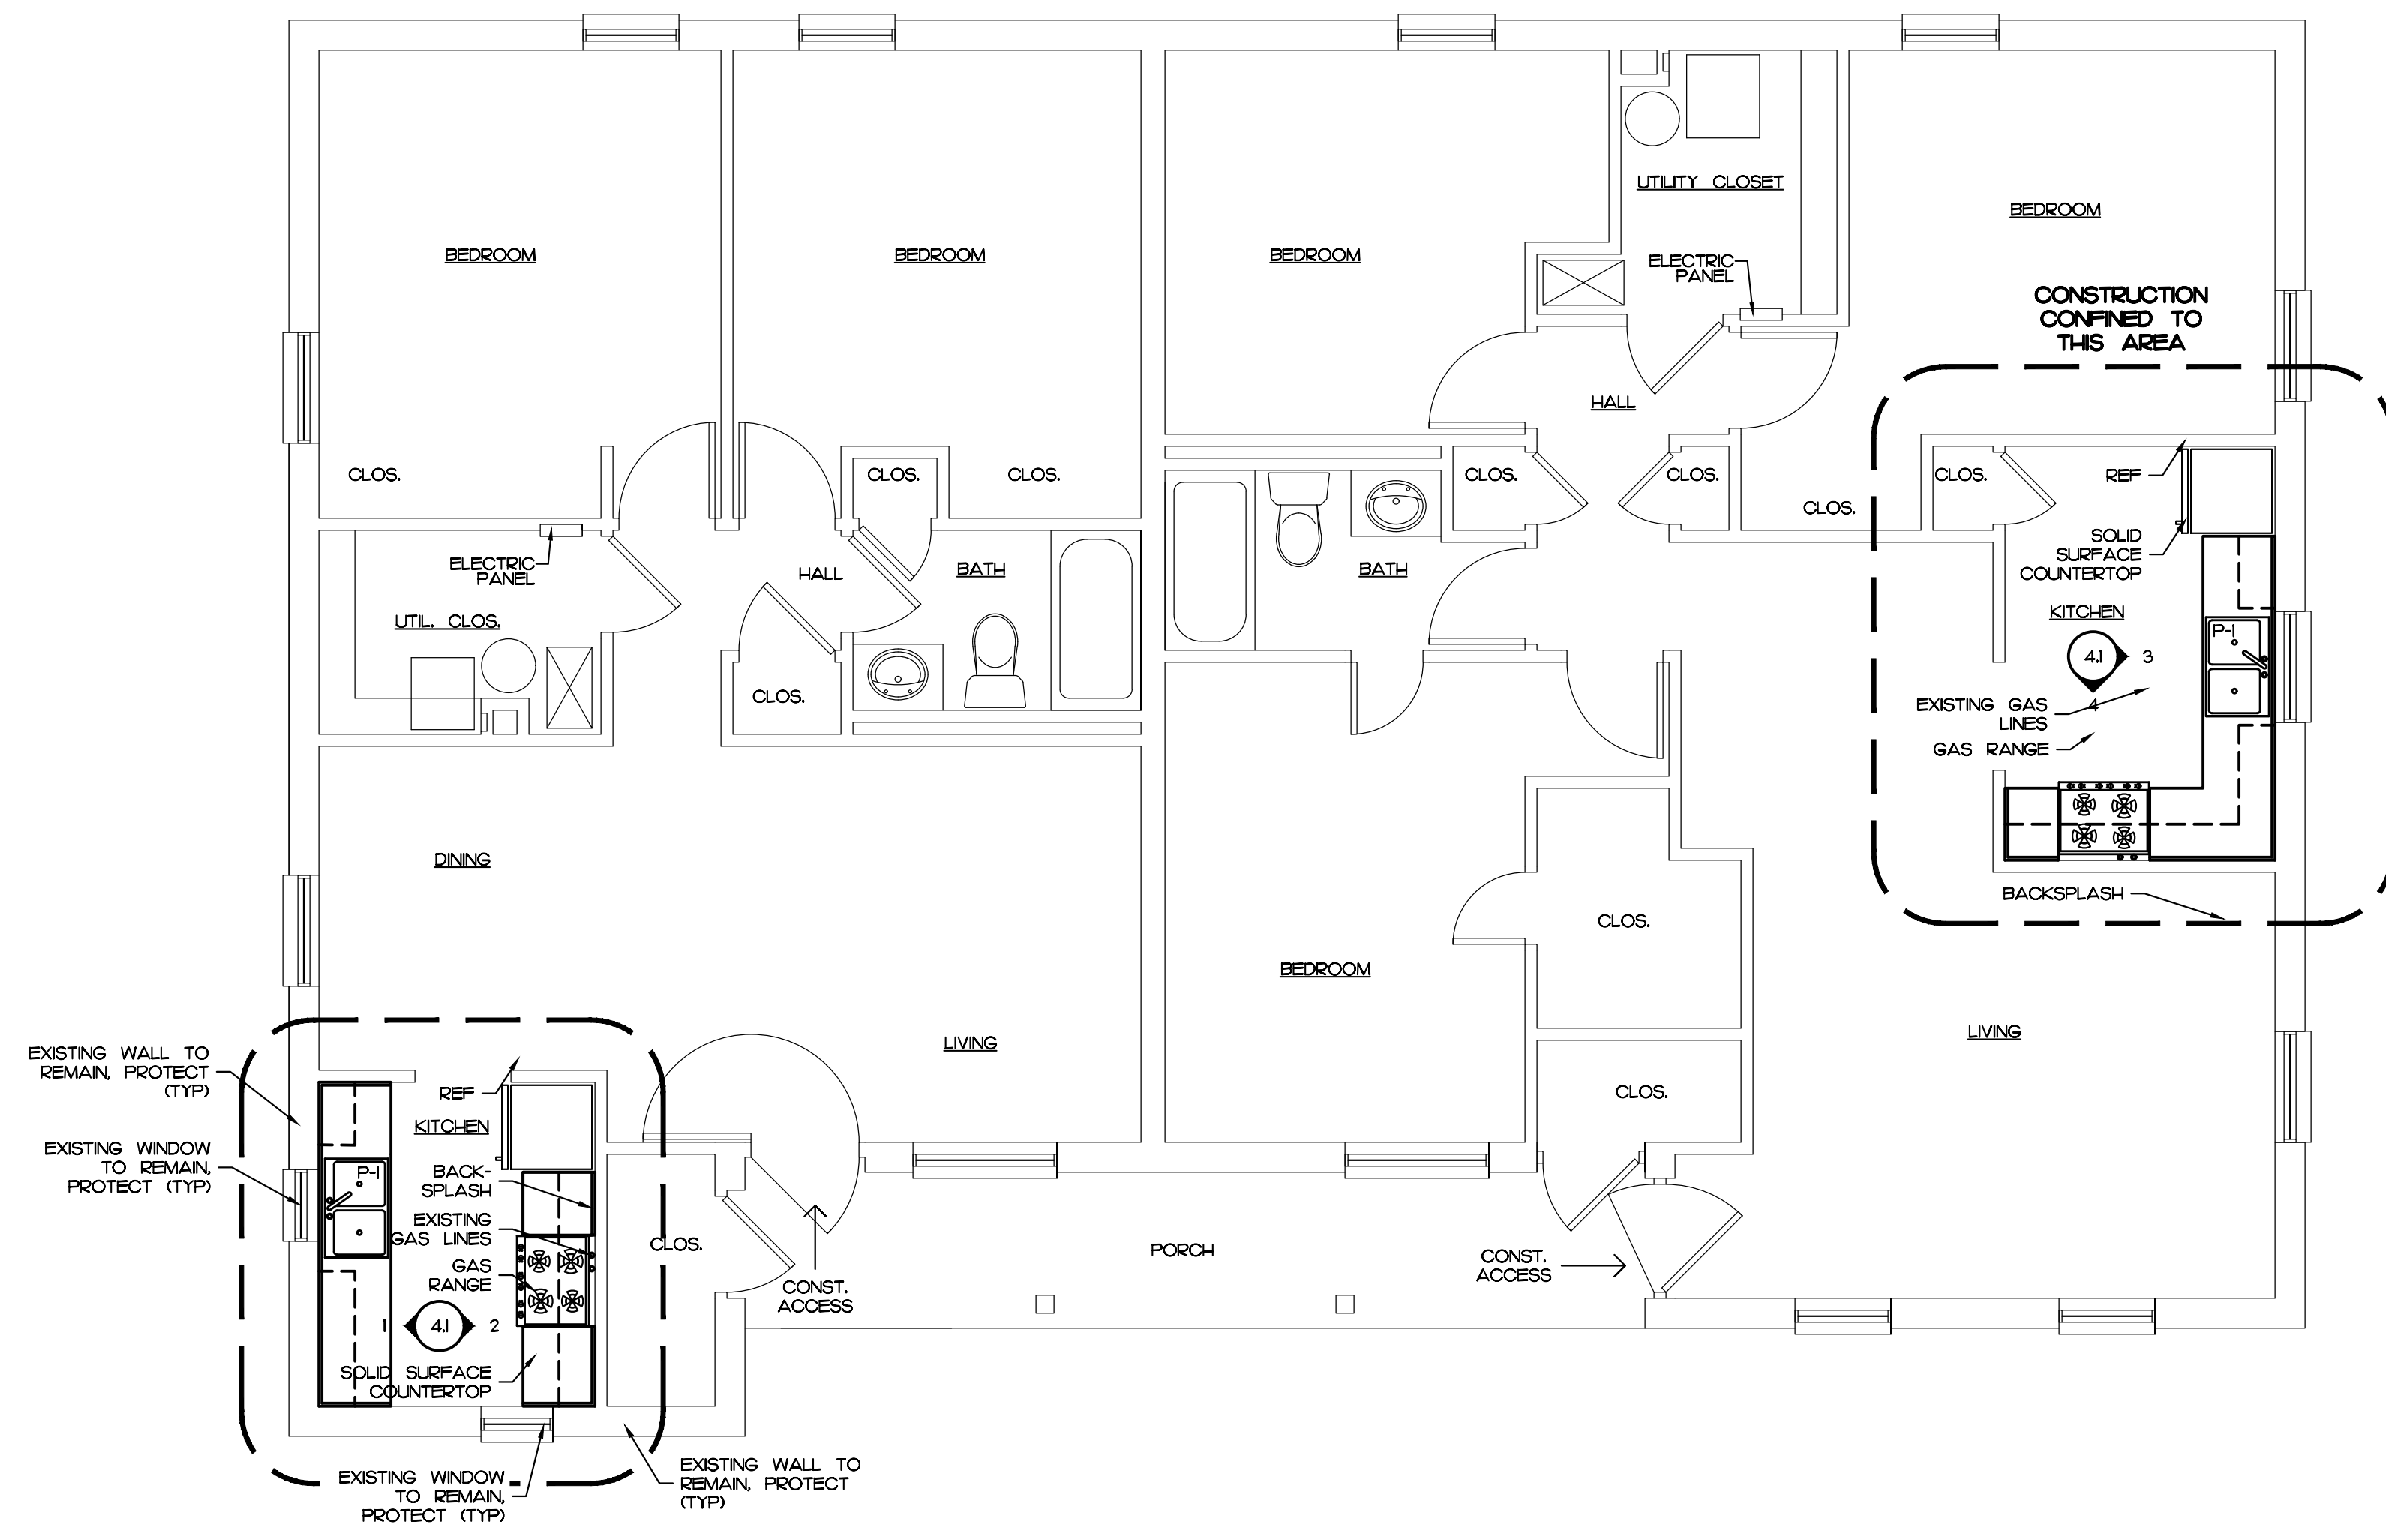 UTILITY CLOSET
BEDROOM
BEDROOM
BEDROOM
BEDROOM
ELECTRIC
PANEL
CONSTRUCTION
CONFINED TO
THIS AREA
HALL
CLOS.
CLOS.
CLOS.
CLOS.
CLOS.
CLOS.
REF
CLOS.
SOLID
SURFACE
COUNTERTOP
ELECTRIC
PANEL
HALL
BATH
BATH
UTIL. CLOS.
KITCHEN
P-1
4.1
3
4
EXISTING GAS
LINES
GAS RANGE
CLOS.
DINING
BACKSPLASH
CLOS.
BEDROOM
LIVING
LIVING
EXISTING WALL TO
REMAIN, PROTECT
(TYP)
REF
CLOS.
KITCHEN
EXISTING WINDOW
TO REMAIN,
PROTECT (TYP)
P-1
BACK-
SPLASH
EXISTING
GAS LINES
CLOS.
PORCH
GAS
RANGE
CONST.
ACCESS
CONST.
ACCESS
1
4.1
2
SOLID SURFACE
COUNTERTOP
EXISTING WINDOW
TO REMAIN,
PROTECT (TYP)
EXISTING WALL TO
REMAIN, PROTECT
(TYP)